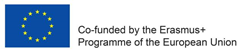 Co-funded by the Erasmus+
Programme of the European Union